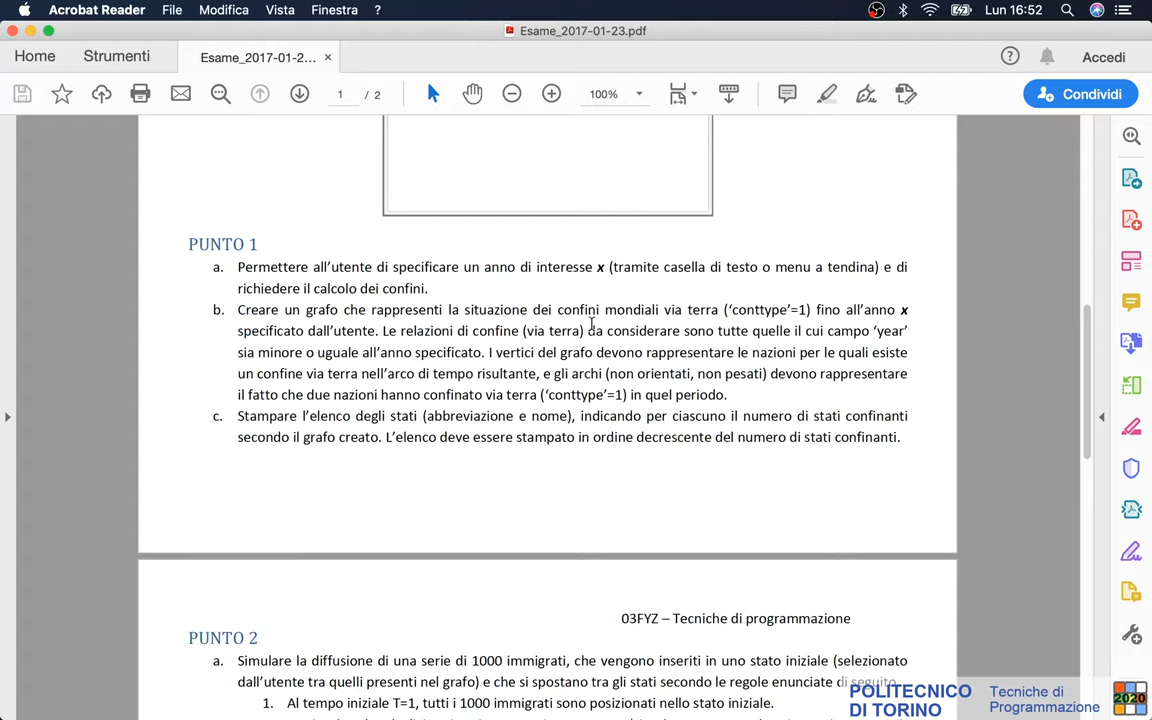 Acrobat Reader File Modifica Vista Finestra ? Lun 16:52
Esame_2017-01-23.pdf
Home Strumenti Esame_2017-01-2... × Accedi
1 / 2 100% Condividi
PUNTO 1
a. Permettere all'utente di specificare un anno di interesse x (tramite casella di testo o menu a tendina) e di
richiedere il calcolo dei confini.
b. Creare un grafo che rappresenti la situazione dei confini mondiali via terra ('conttype'=1) fino all'anno x
specificato dall'utente. Le relazioni di confine (via terra) da considerare sono tutte quelle il cui campo 'year'
sia minore o uguale all'anno specificato. I vertici del grafo devono rappresentare le nazioni per le quali esiste
un confine via terra nell'arco di tempo risultante, e gli archi (non orientati, non pesati) devono rappresentare
il fatto che due nazioni hanno confinato via terra ('conttype'=1) in quel periodo.
c. Stampare l'elenco degli stati (abbreviazione e nome), indicando per ciascuno il numero di stati confinanti
secondo il grafo creato. L'elenco deve essere stampato in ordine decrescente del numero di stati confinanti.
03FYZ – Tecniche di programmazione
PUNTO 2
a. Simulare la diffusione di una serie di 1000 immigrati, che vengono inseriti in uno stato iniziale (selezionato
dall'utente tra quelli presenti nel grafo) e che si spostano tra gli stati secondo le regole enunciate di seguito.
1. Al tempo iniziale T=1, tutti i 1000 immigrati sono posizionati nello stato iniziale.
POLITECNICO
DI TORINO
Tecniche di
Programmazione
2020